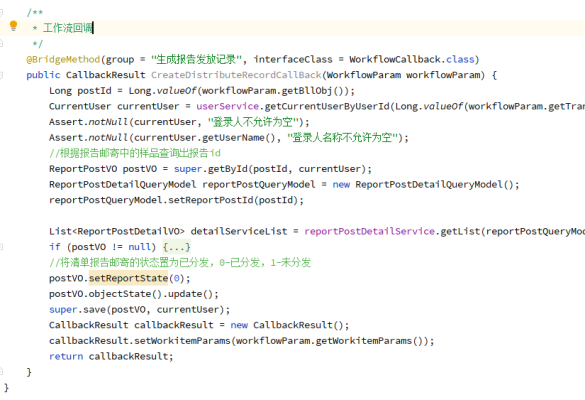 /**
* 工作流回调
*/
@BridgeMethod(group = "生成报告发放记录", interfaceClass = WorkflowCallback.class)
public CallbackResult CreateDistributeRecordCallBack(WorkflowParam workflowParam) {
Long postId = Long.valueOf(workflowParam.getBllObj());
CurrentUser currentUser = userService.getCurrentUserByUserId(Long.valueOf(workflowParam.getTran
Assert.notNull(currentUser, "登录人不允许为空");
Assert.notNull(currentUser.getUserName(), "登录人名称不允许为空");
//根据报告邮寄中的样品查询出报告id
ReportPostVO postVO = super.getById(postId, currentUser);
ReportPostDetailQueryModel reportPostQueryModel = new ReportPostDetailQueryModel();
reportPostQueryModel.setReportPostId(postId);
List<ReportPostDetailVO> detailServiceList = reportPostDetailService.getList(reportPostQueryMod
if (postVO != null) {...}
//将清单报告邮寄的状态置为已分发，0-已分发，1-未分发
postVO.setReportState(0);
postVO.objectState().update();
super.save(postVO, currentUser);
CallbackResult callbackResult = new CallbackResult();
callbackResult.setWorkitemParams(workflowParam.getWorkitemParams());
return callbackResult;
}
}